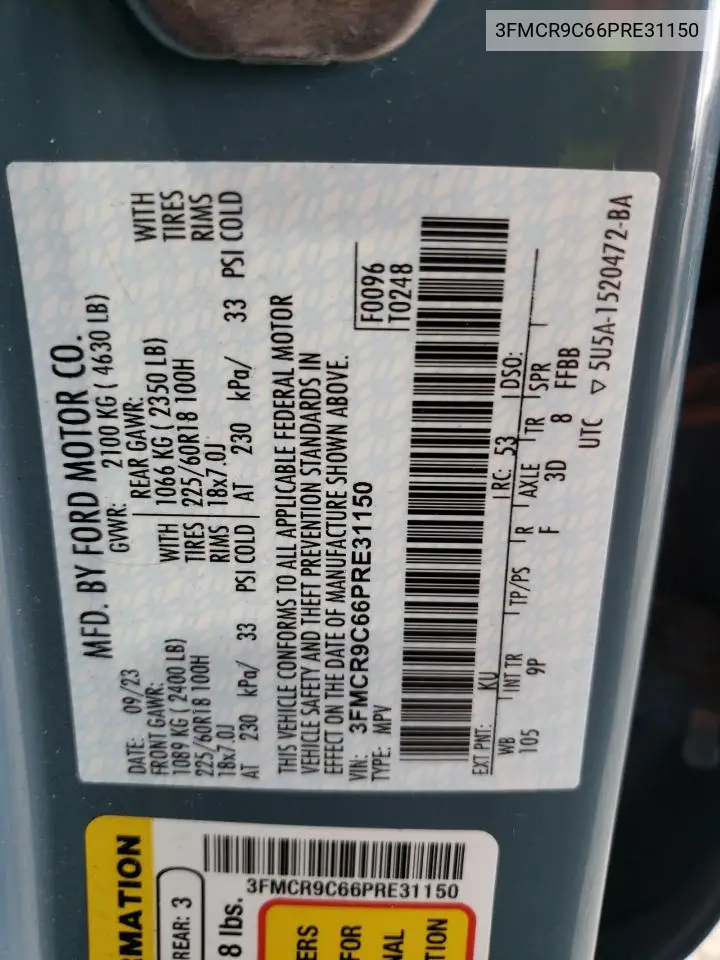 3FMCR9C66PRE31150
MFD. BY FORD MOTOR CO.
DATE: 09/23 GVWR: 2100 KG ( 4630 LB)
FRONT GAWR: REAR GAWR:
1089 KG ( 2400 LB) WITH 1066 KG ( 2350 LB) WITH
225/60R18 100H TIRES 225/60R18 100H TIRES
18x7.0J RIMS 18x7.0J RIMS
AT 230 kPa/ 33 PSI COLD AT 230 kPa/ 33 PSI COLD
THIS VEHICLE CONFORMS TO ALL APPLICABLE FEDERAL MOTOR
VEHICLE SAFETY AND THEFT PREVENTION STANDARDS IN
EFFECT ON THE DATE OF MANUFACTURE SHOWN ABOVE.
VIN: 3FMCR9C66PRE31150
TYPE: MPV
F0096
T0248
EXT PNT: KU RC: 53 DSO:
WB INT TR TP/PS R AXLE TR SPR
105 9P F 3D 8 FFBB
UTC ▽ 5U5A-1520472-BA
RMATION
REAR: 3
8 lbs.
3FMCR9C66PRE31150
ERS
FOR
NAL
TION